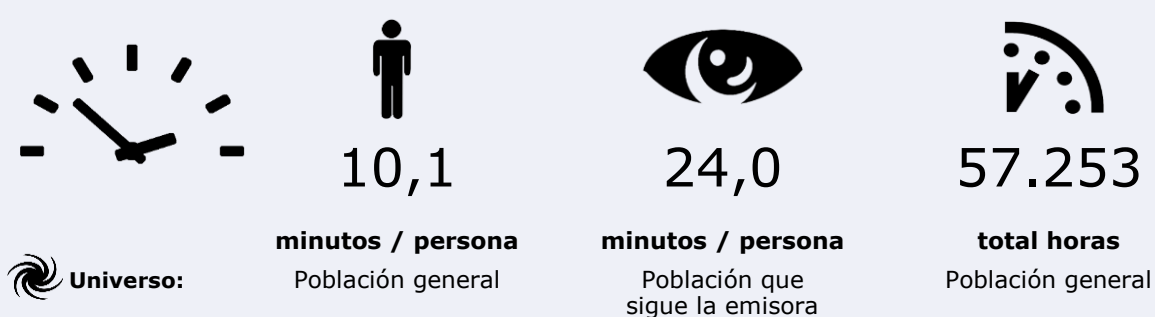 10,1
24,0
57.253
minutos / persona
minutos / persona
total horas
Universo:
Población general
Población que
sigue la emisora
Población general